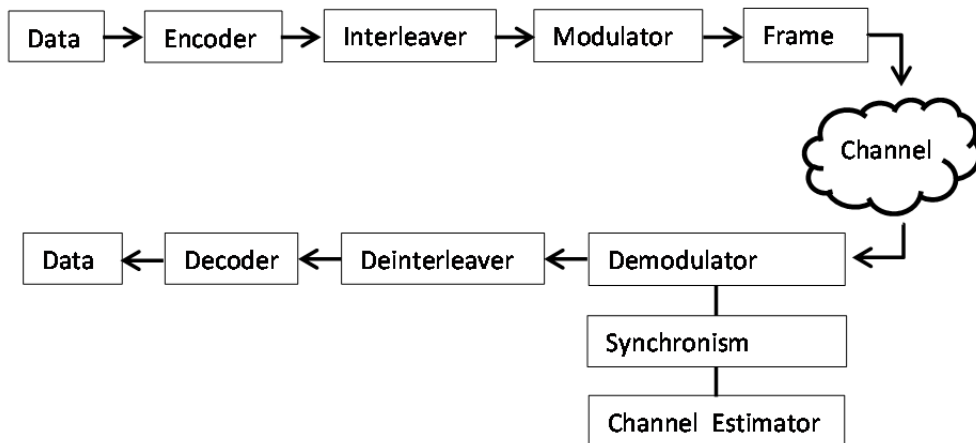 Data
Encoder
Interleaver
Modulator
Frame
Channel
Data
Decoder
Deinterleaver
Demodulator
Synchronism
Channel Estimator